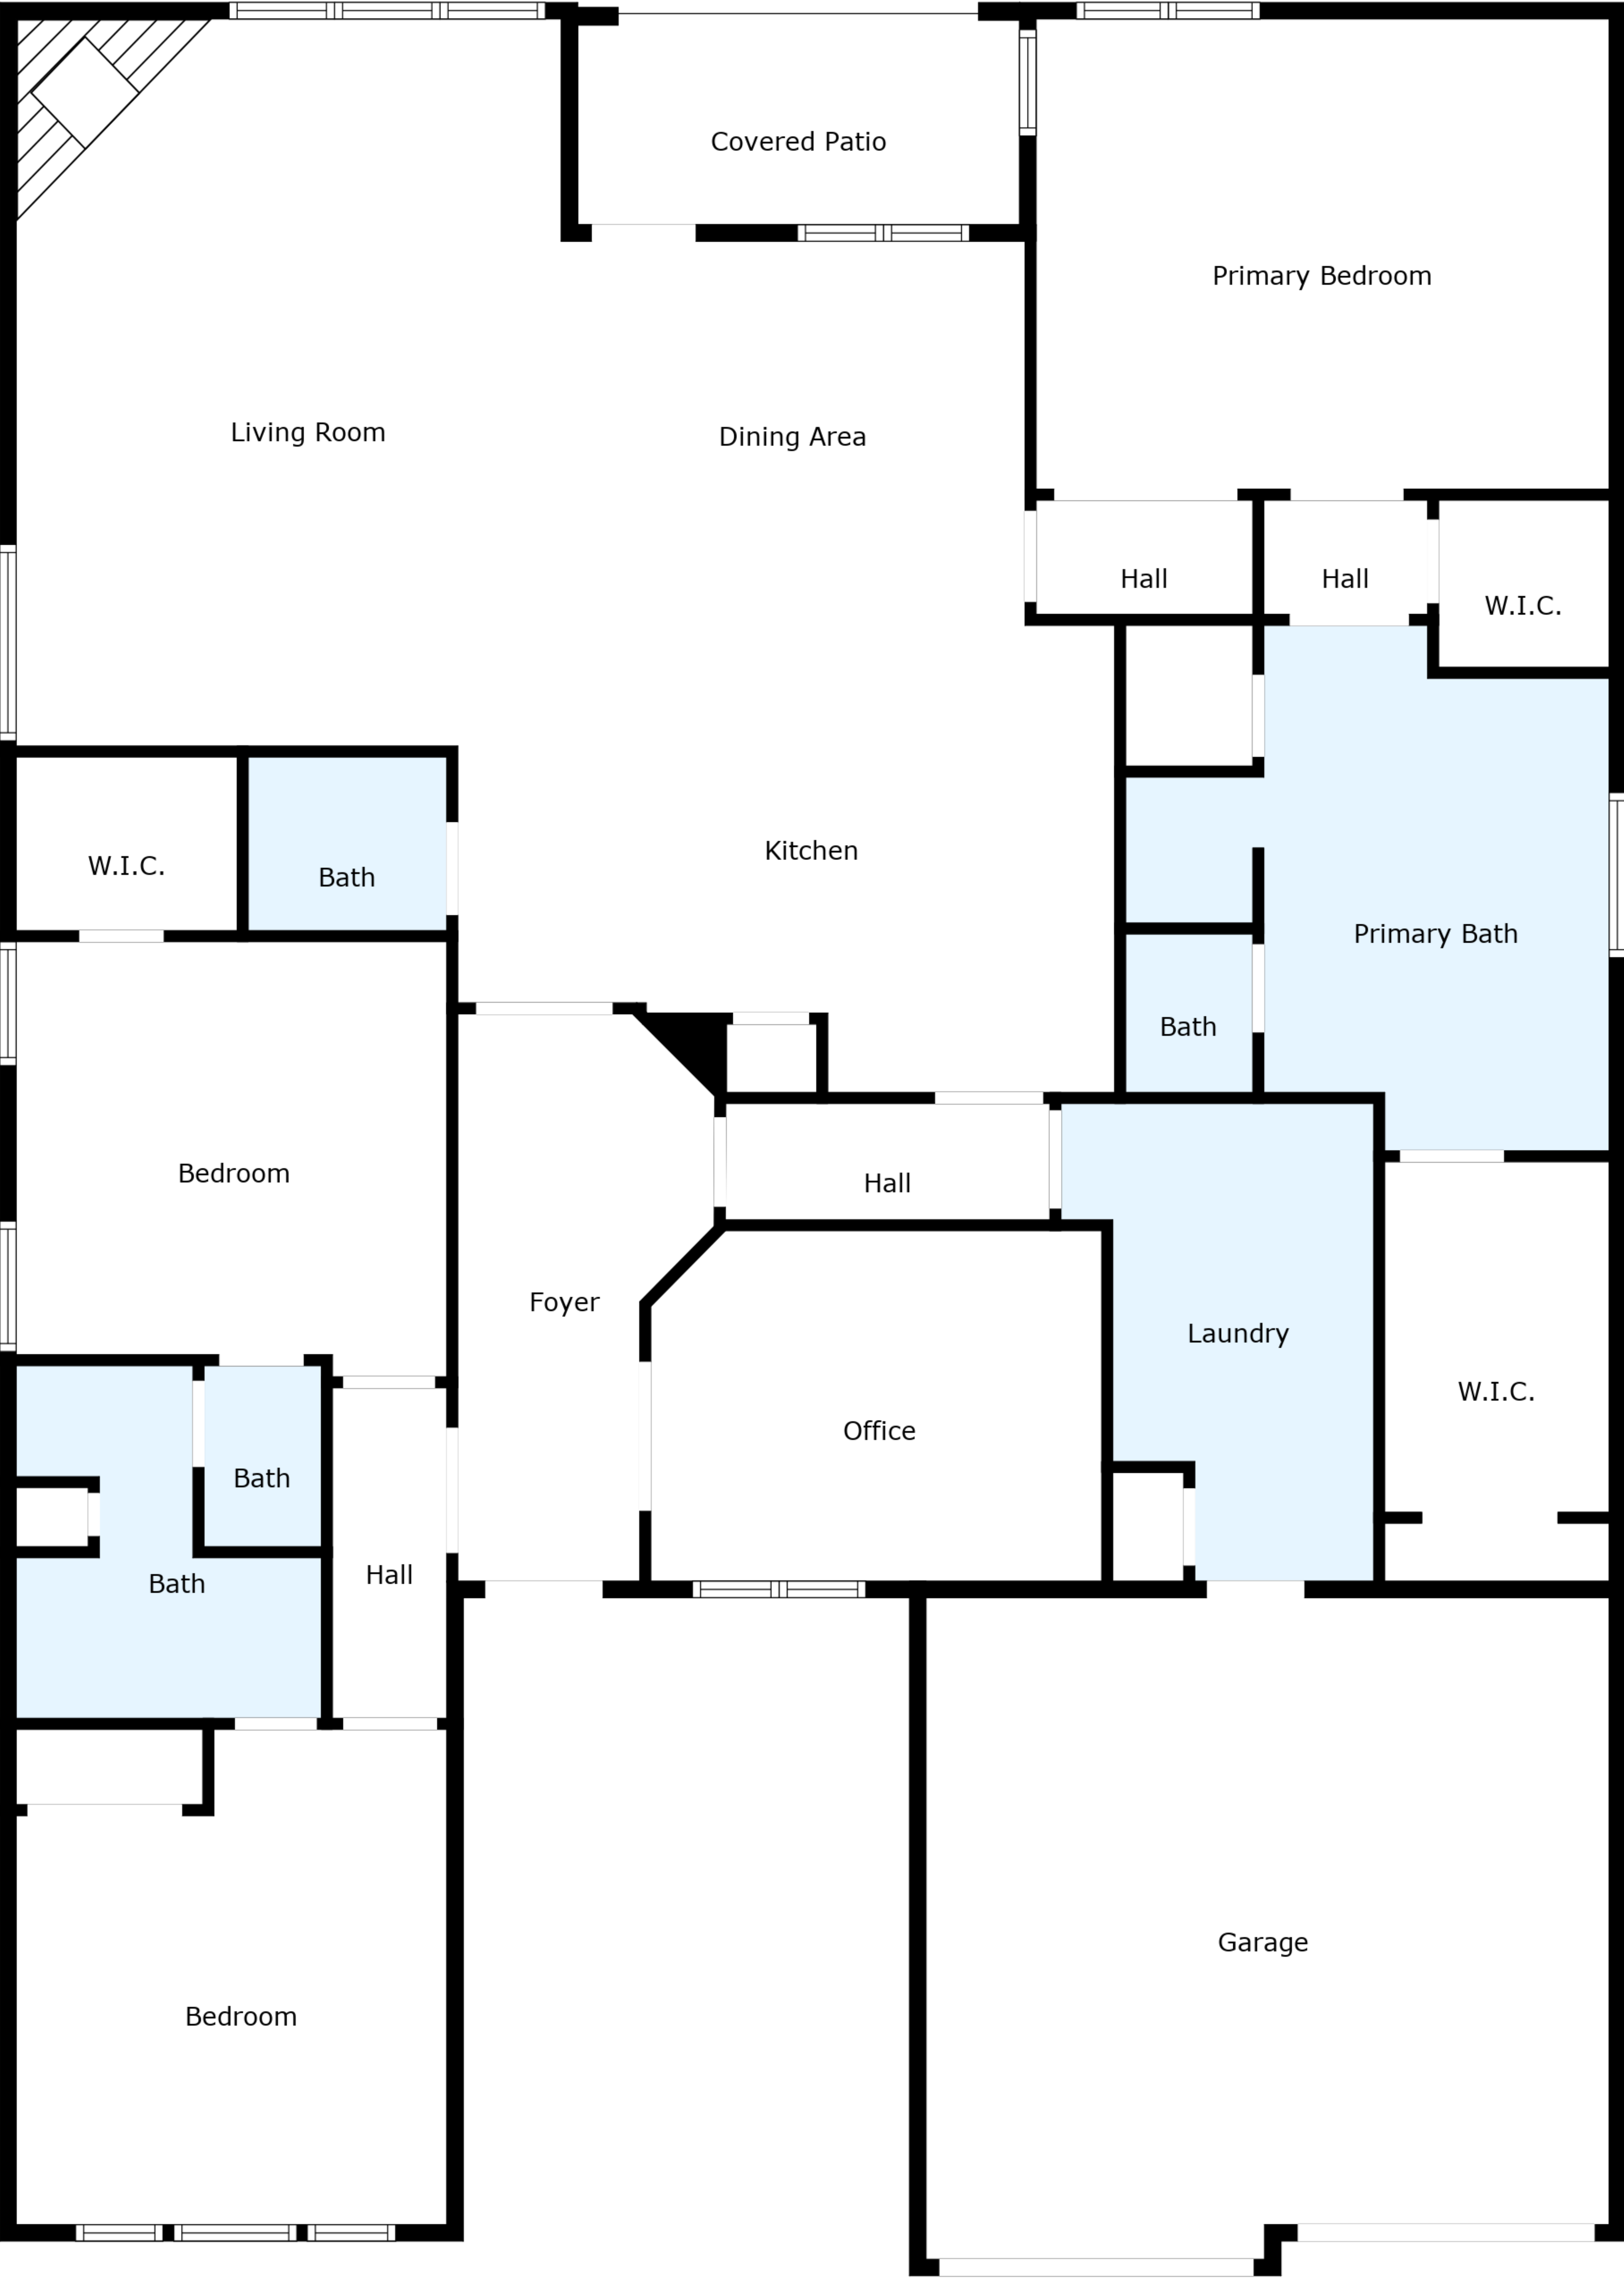 Covered Patio
Primary Bedroom
Living Room
Dining Area
Hall
Hall
W.I.C.
Kitchen
W.I.C.
Bath
Primary Bath
Bath
Bedroom
Hall
Foyer
Laundry
W.I.C.
Office
Bath
Hall
Bath
Garage
Bedroom